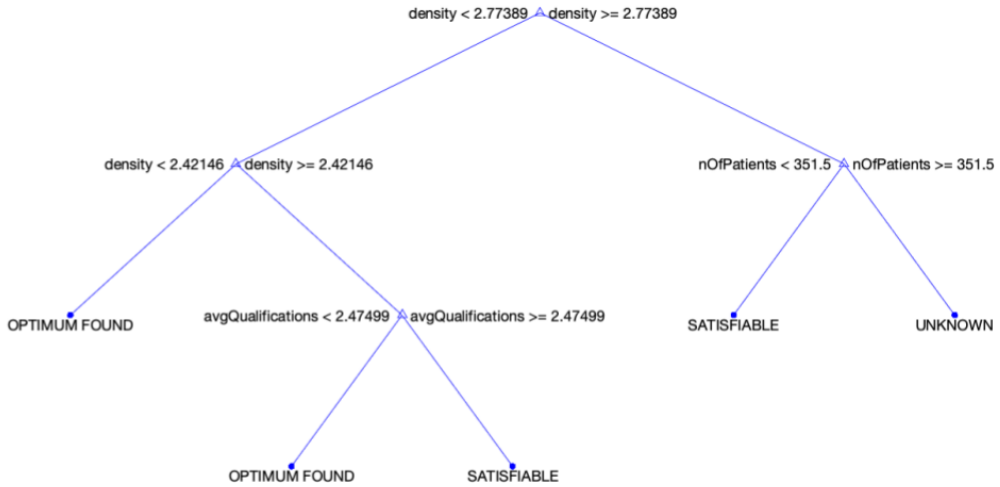 density < 2.77389 density >= 2.77389
density < 2.42146 density >= 2.42146
nOfPatients < 351.5 nOfPatients >= 351.5
OPTIMUM FOUND
avgQualifications < 2.47499 avgQualifications >= 2.47499
SATISFIABLE
UNKNOWN
OPTIMUM FOUND
SATISFIABLE